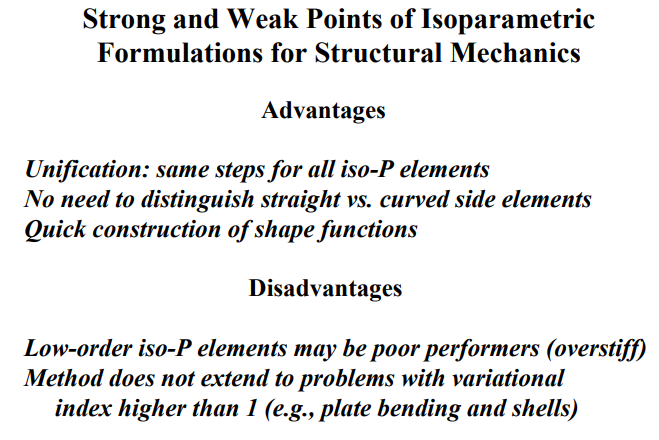 Strong and Weak Points of Isoparametric
Formulations for Structural Mechanics
Advantages
Unification: same steps for all iso-P elements
No need to distinguish straight vs. curved side elements
Quick construction of shape functions
Disadvantages
Low-order iso-P elements may be poor performers (overstiff)
Method does not extend to problems with variational
index higher than 1 (e.g., plate bending and shells)